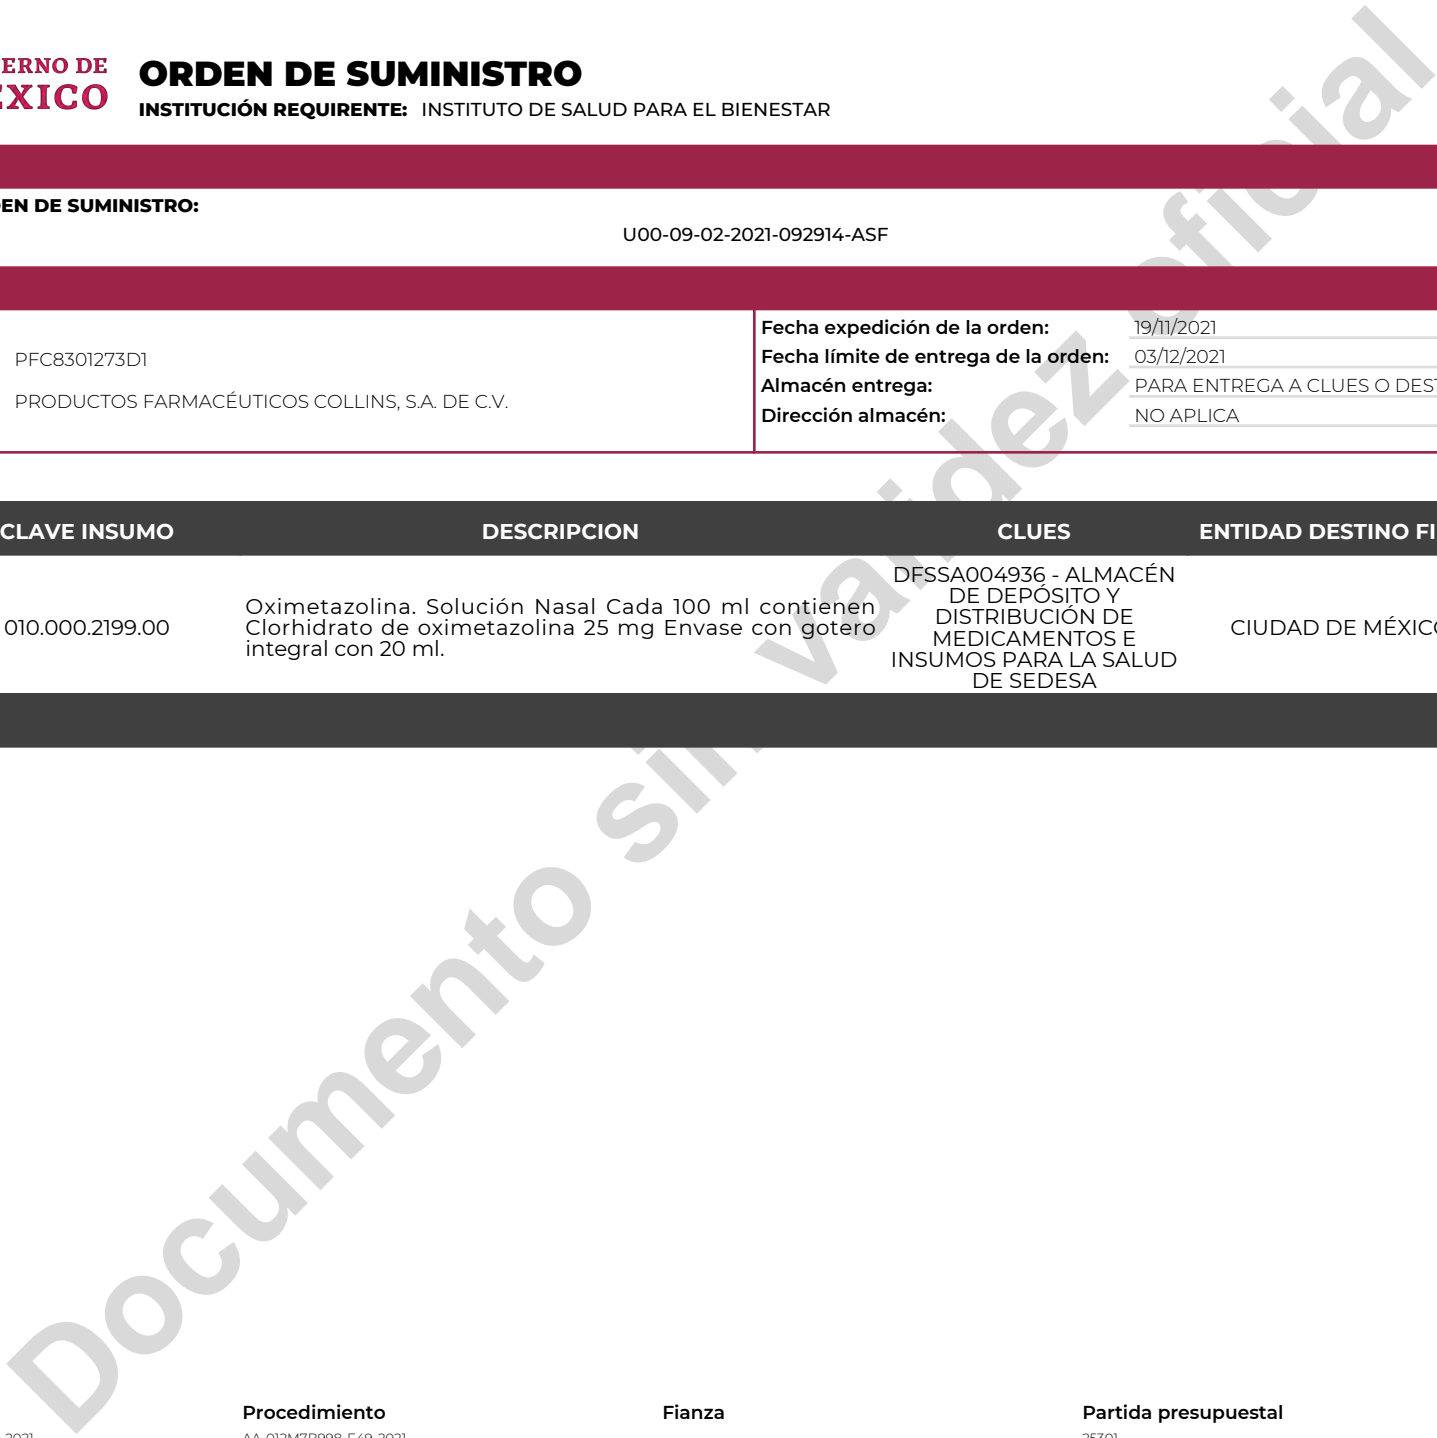 ERNO DE
EXICO
ORDEN DE SUMINISTRO
INSTITUCIÓN REQUIRENTE: INSTITUTO DE SALUD PARA EL BIENESTAR
EN DE SUMINISTRO:
U00-09-02-2021-092914-ASF
PFC8301273D1
PRODUCTOS FARMACÉUTICOS COLLINS, S.A. DE C.V.
Fecha expedición de la orden: 19/11/2021
Fecha límite de entrega de la orden: 03/12/2021
Almacén entrega: PARA ENTREGA A CLUES O DEST
Dirección almacén: NO APLICA
CLAVE INSUMO DESCRIPCION CLUES ENTIDAD DESTINO FI
010.000.2199.00
Oximetazolina. Solución Nasal Cada 100 ml contienen
Clorhidrato de oximetazolina 25 mg Envase con gotero
integral con 20 ml.
DFSSA004936 - ALMACÉN
DE DEPÓSITO Y
DISTRIBUCIÓN DE
MEDICAMENTOS E
INSUMOS PARA LA SALUD
DE SEDESA
CIUDAD DE MÉXICO
Documento sin validez oficial
Procedimiento Fianza Partida presupuestal